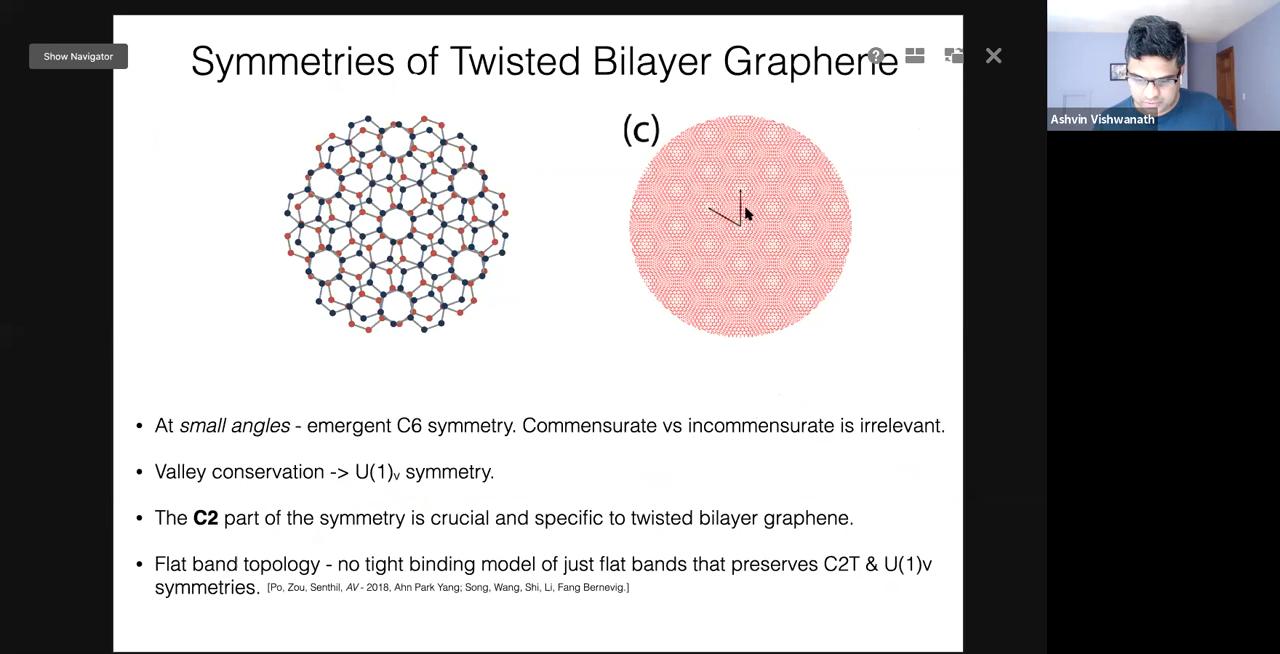 Show Navigator
Symmetries of Twisted Bilayer Graphene
Ashvin Vishwanath
(c)
• At small angles - emergent C6 symmetry. Commensurate vs incommensurate is irrelevant.
• Valley conservation -> U(1)v symmetry.
• The C2 part of the symmetry is crucial and specific to twisted bilayer graphene.
• Flat band topology - no tight binding model of just flat bands that preserves C2T & U(1)v
symmetries. [Po, Zou, Senthil, AV - 2018, Ahn Park Yang; Song, Wang, Shi, Li, Fang Bernevig.]